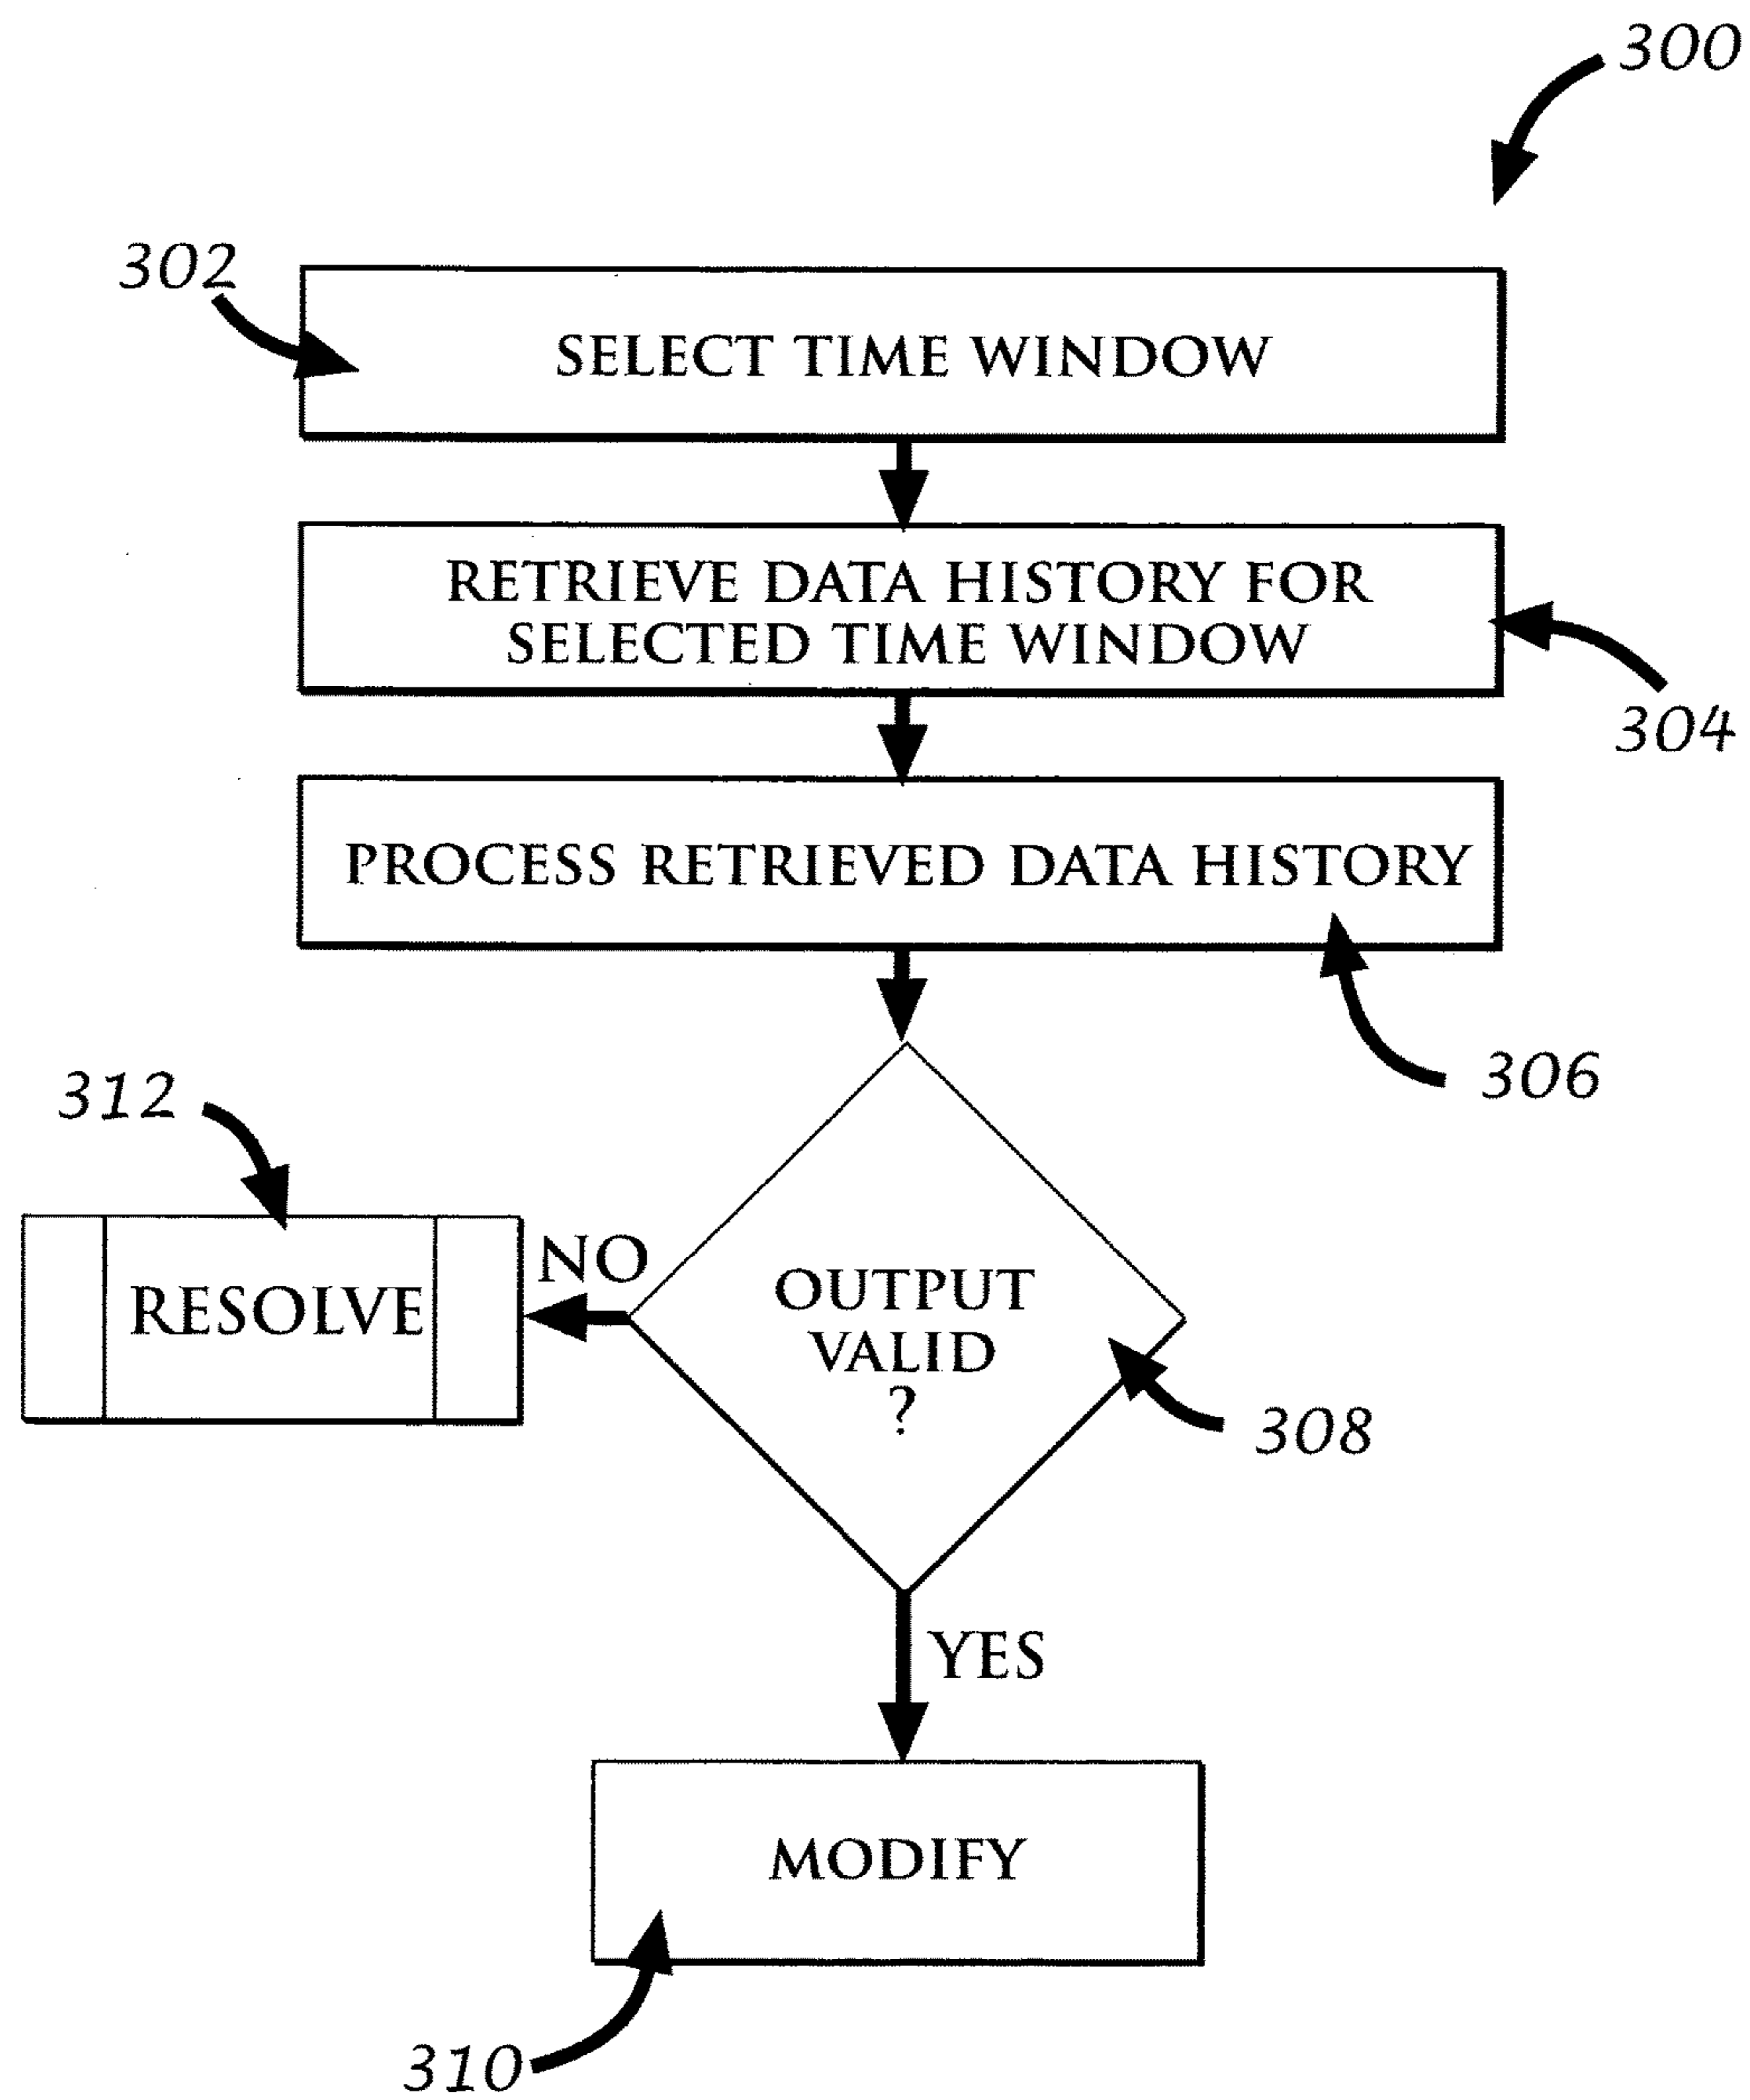 300
302
SELECT TIME WINDOW
RETRIEVE DATA HISTORY FOR
SELECTED TIME WINDOW
304
PROCESS RETRIEVED DATA HISTORY
306
312
RESOLVE
NO
OUTPUT
VALID
?
308
YES
MODIFY
310